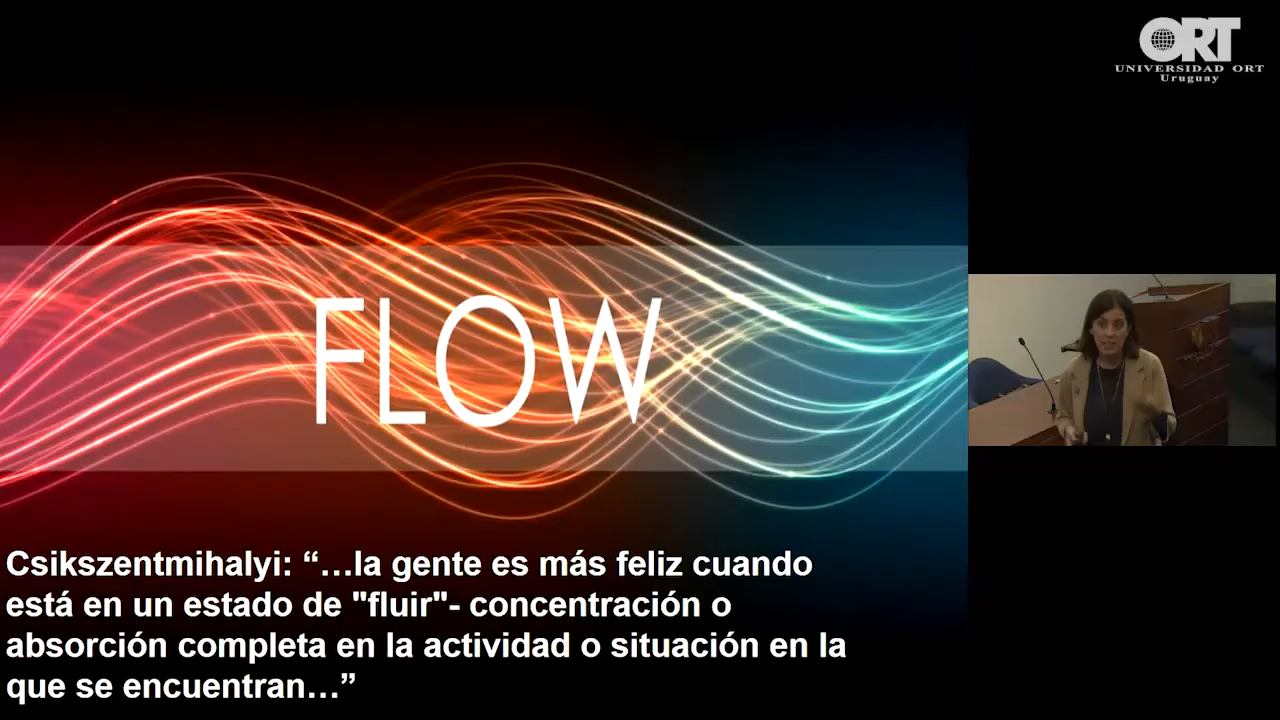 ORT
UNIVERSIDAD ORT
Uruguay
FLOW
Csikszentmihalyi: “…la gente es más feliz cuando
está en un estado de "fluir"- concentración o
absorción completa en la actividad o situación en la
que se encuentran…”